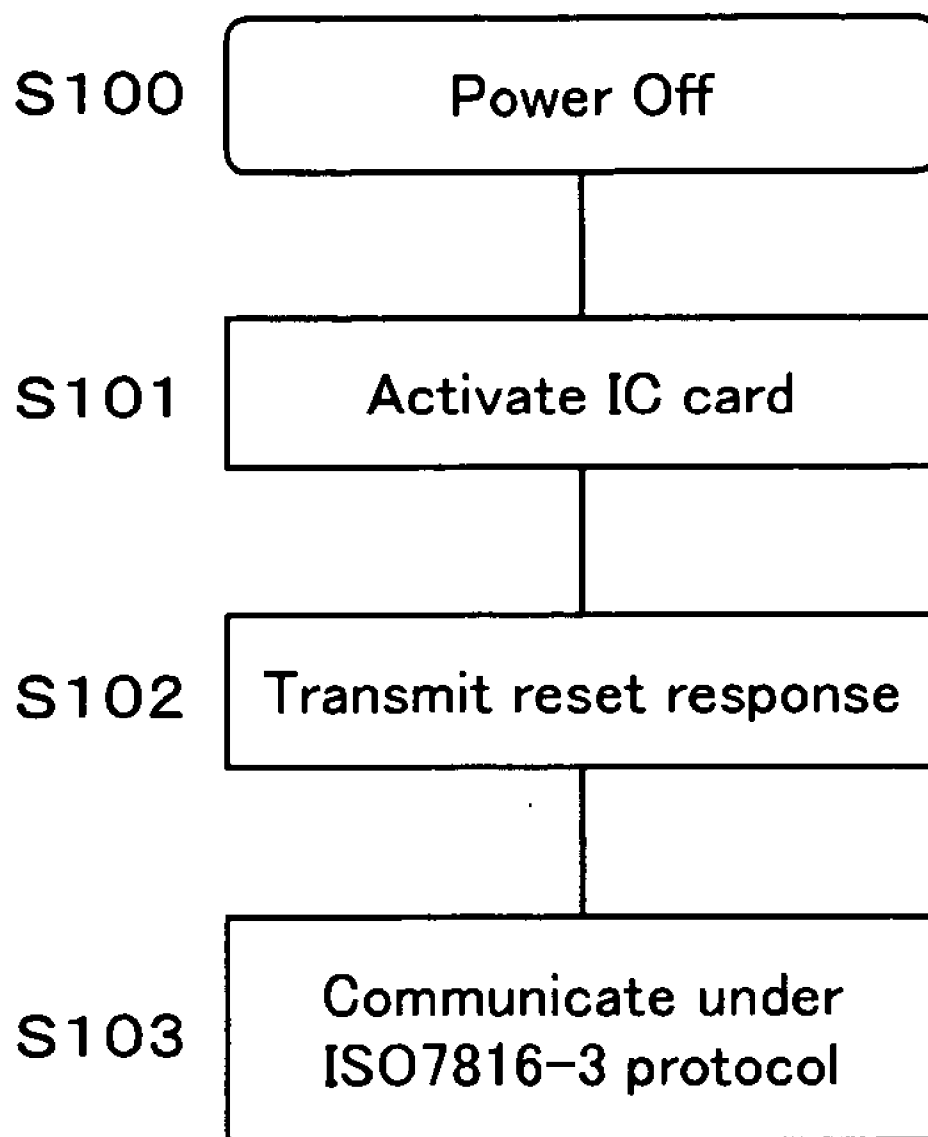 S100 Power Off
S101 Activate IC card
S102 Transmit reset response
S103 Communicate under
ISO7816-3 protocol